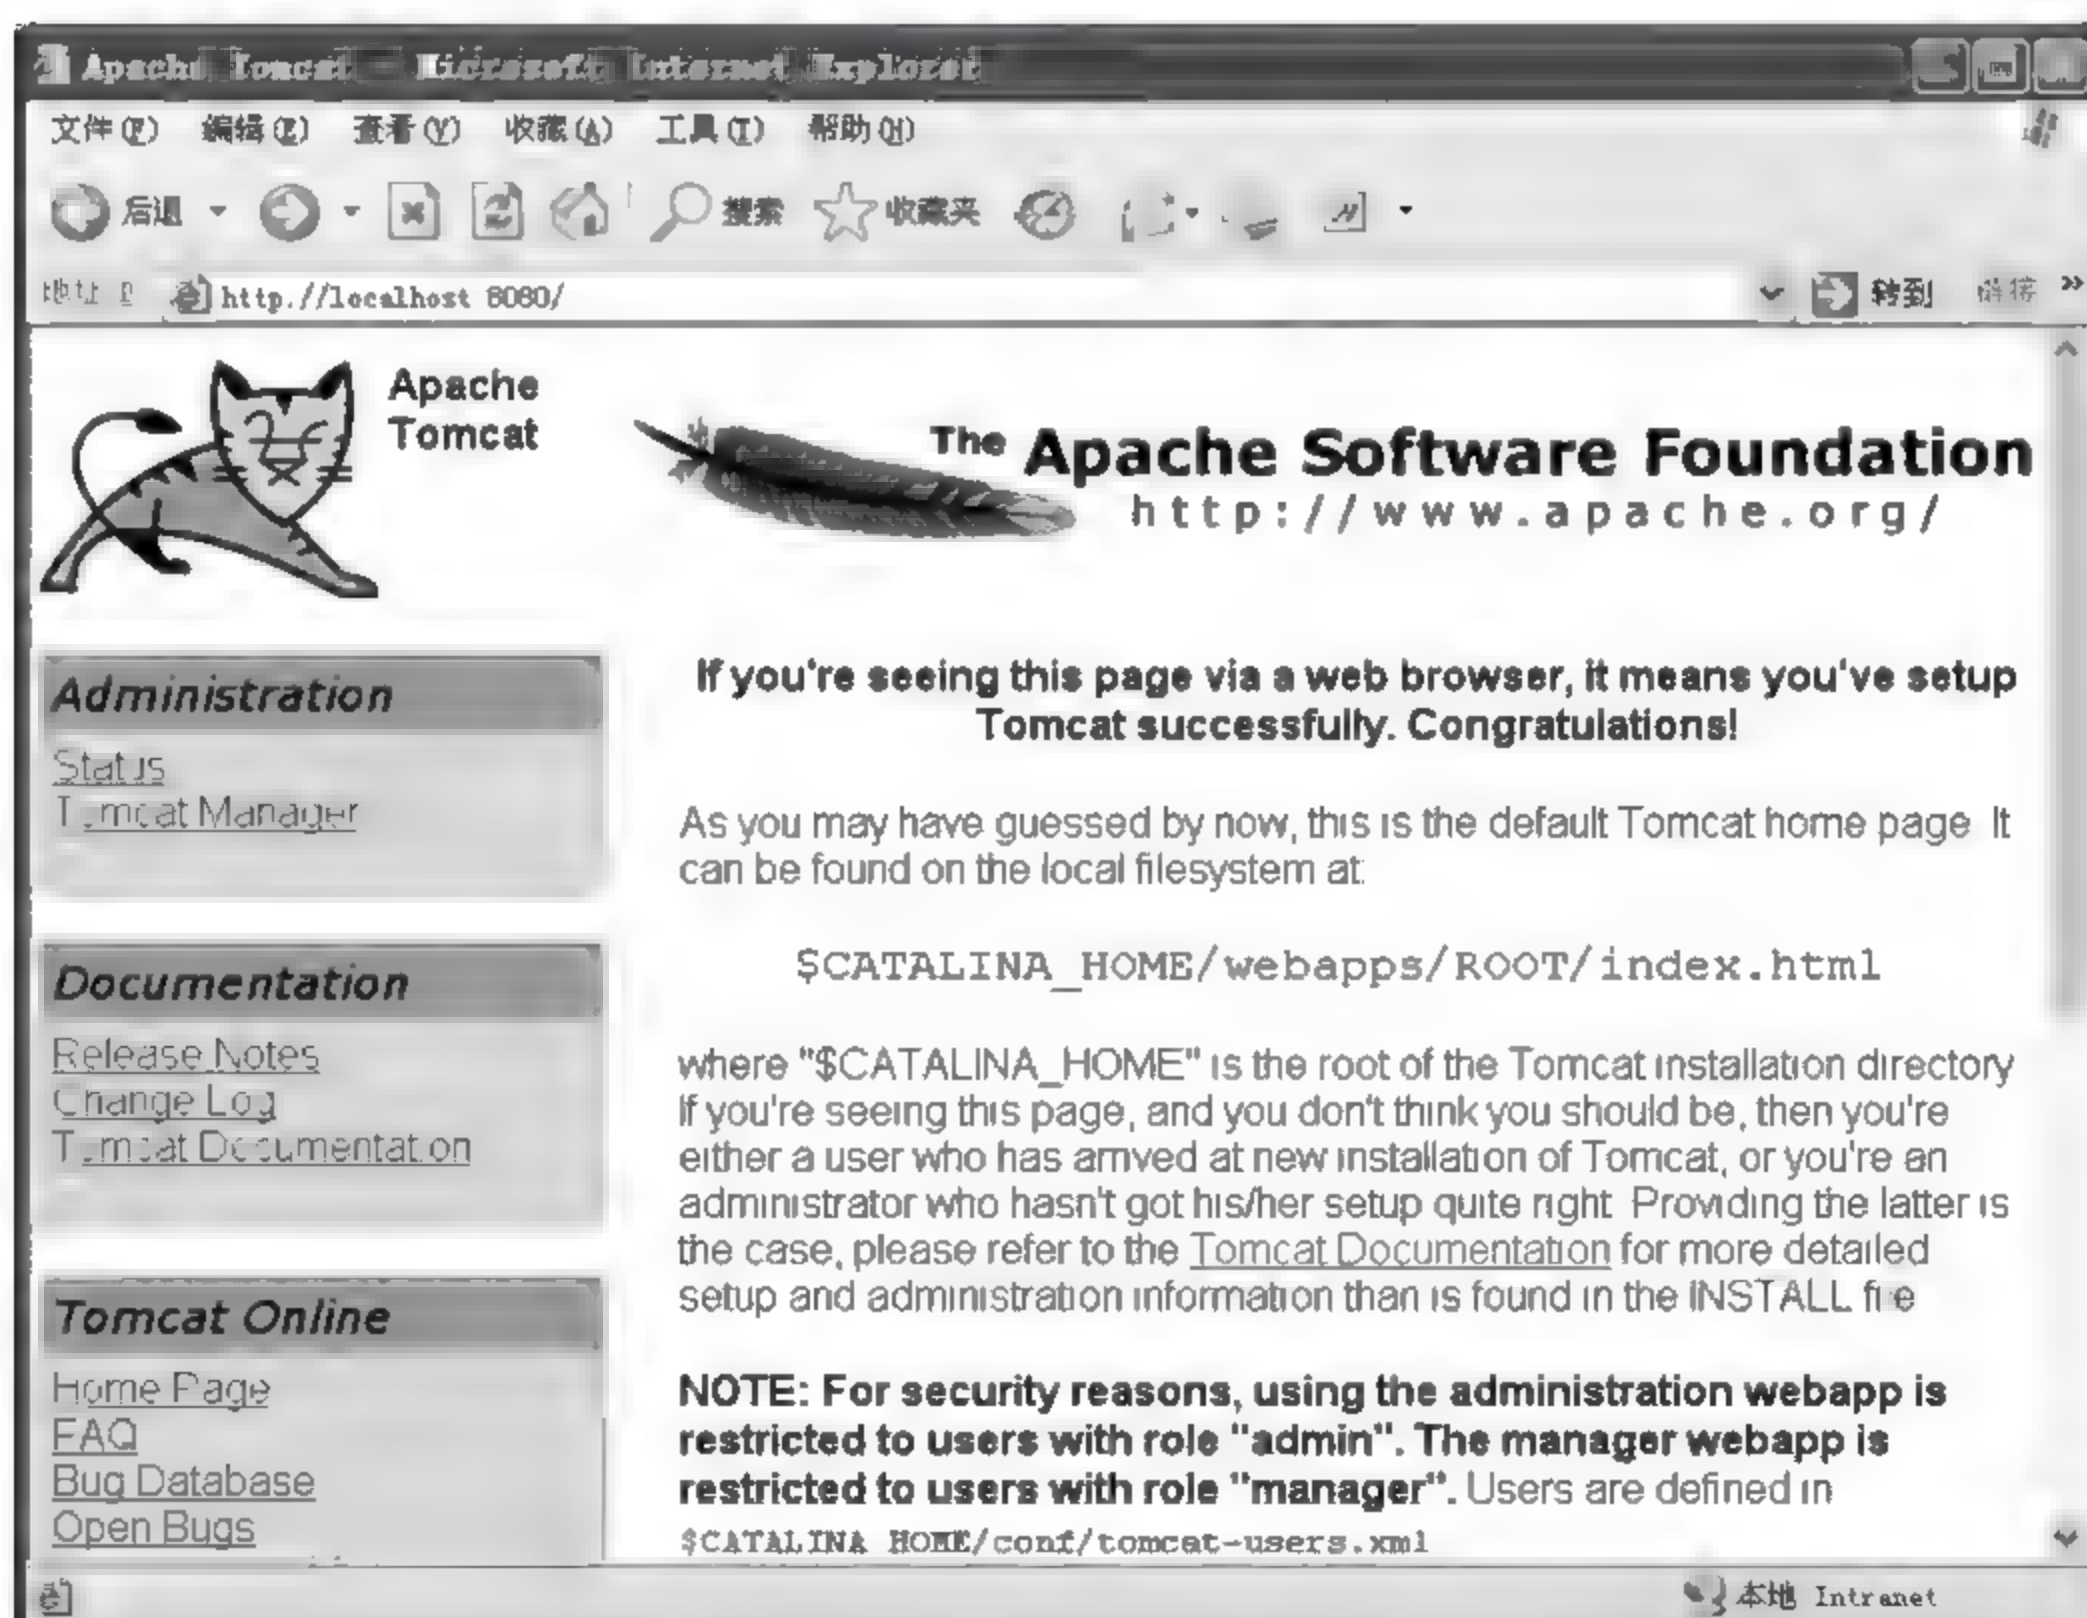 Apache Tomcat - Microsoft Internet Explorer
文件(F) 编辑(E) 查看(V) 收藏(A) 工具(T) 帮助(H)
后退 搜索 收藏夹
地址 http://localhost 8080/ 转到 链接 »
Apache
Tomcat
The Apache Software Foundation
http://www.apache.org/
Administration
Status
Tomcat Manager
Documentation
Release Notes
Change Log
Tomcat Documentation
Tomcat Online
Home Page
FAQ
Bug Database
Open Bugs
If you're seeing this page via a web browser, it means you've setup
Tomcat successfully. Congratulations!
As you may have guessed by now, this is the default Tomcat home page It
can be found on the local filesystem at:
$CATALINA_HOME/webapps/ROOT/index.html
where "$CATALINA_HOME" is the root of the Tomcat installation directory
If you're seeing this page, and you don't think you should be, then you're
either a user who has arrived at new installation of Tomcat, or you're an
administrator who hasn't got his/her setup quite right Providing the latter is
the case, please refer to the Tomcat Documentation for more detailed
setup and administration information than is found in the INSTALL file
NOTE: For security reasons, using the administration webapp is
restricted to users with role "admin". The manager webapp is
restricted to users with role "manager". Users are defined in
$CATALINA_HOME/conf/tomcat-users.xml
本地 Intranet